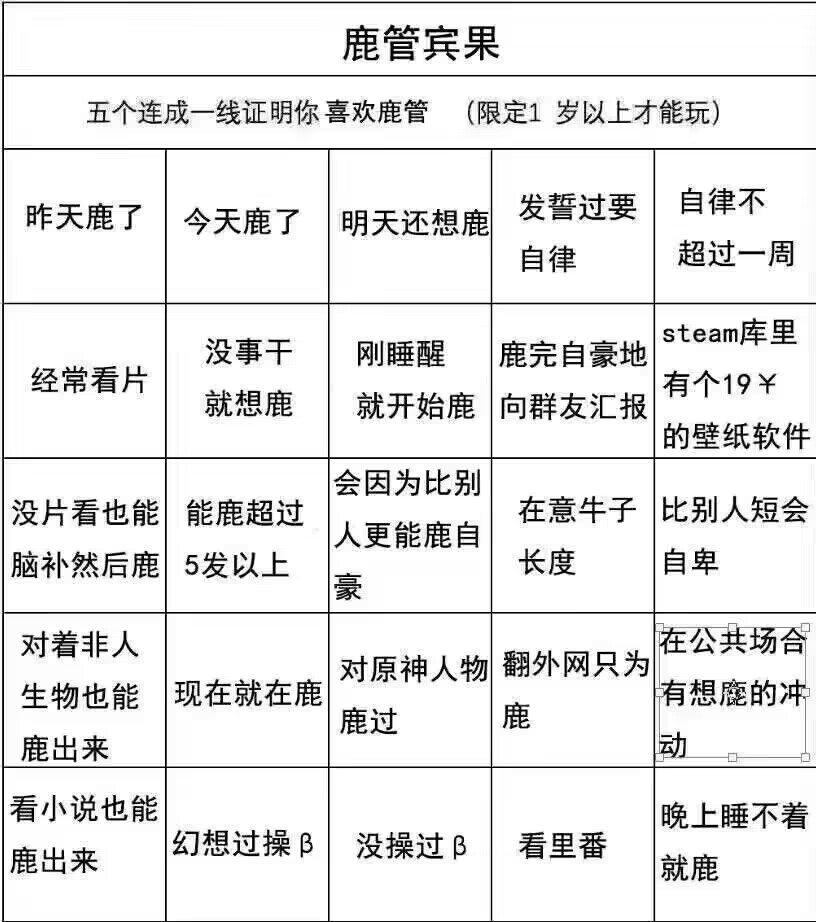 鹿管宾果
五个连成一线证明你喜欢鹿管 （限定1 岁以上才能玩）
昨天鹿了
今天鹿了
明天还想鹿
发誓过要
自律
自律不
超过一周
经常看片
没事干
就想鹿
刚睡醒
就开始鹿
鹿完自豪地
向群友汇报
steam库里
有个19￥
的壁纸软件
没片看也能
脑补然后鹿
能鹿超过
5发以上
会因为比别
人更能鹿自
豪
在意牛子
长度
比别人短会
自卑
对着非人
生物也能
鹿出来
现在就在鹿
对原神人物
鹿过
翻外网只为
鹿
在公共场合
有想鹿的冲
动
看小说也能
鹿出来
幻想过操β
没操过β
看里番
晚上睡不着
就鹿